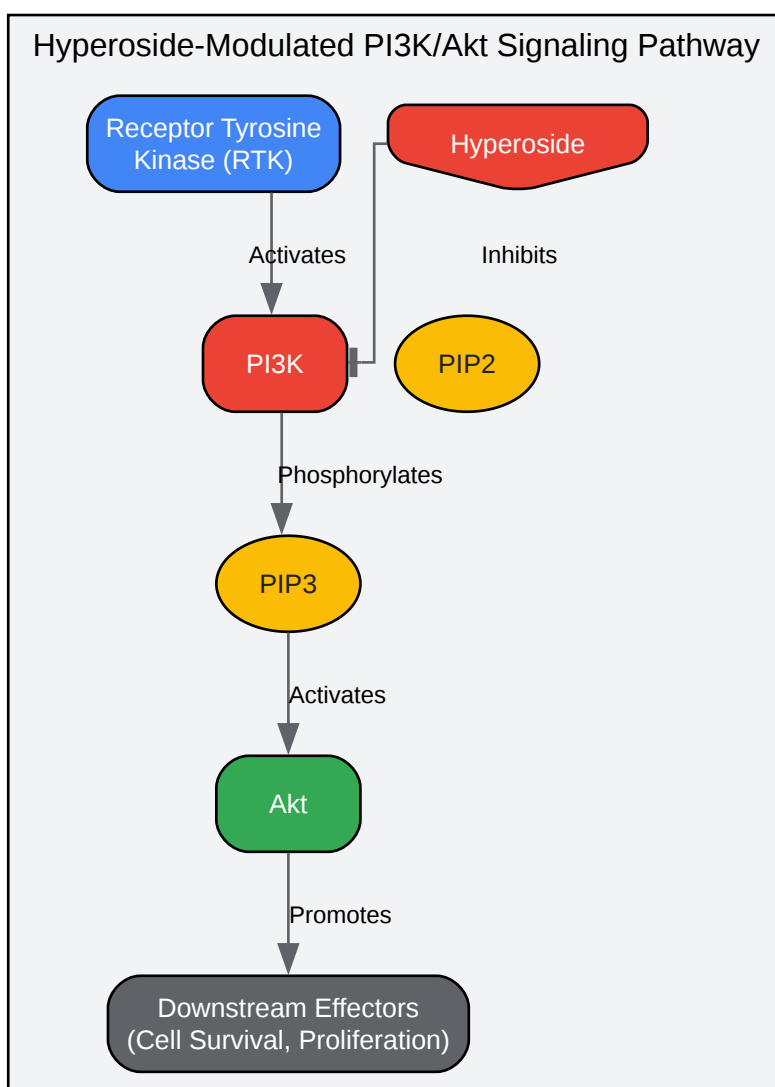 Hyperoside-Modulated PI3K/Akt Signaling Pathway
Receptor Tyrosine
Kinase (RTK)
Hyperoside
Activates
Inhibits
PI3K
PIP2
Phosphorylates
PIP3
Activates
Akt
Promotes
Downstream Effectors
(Cell Survival, Proliferation)